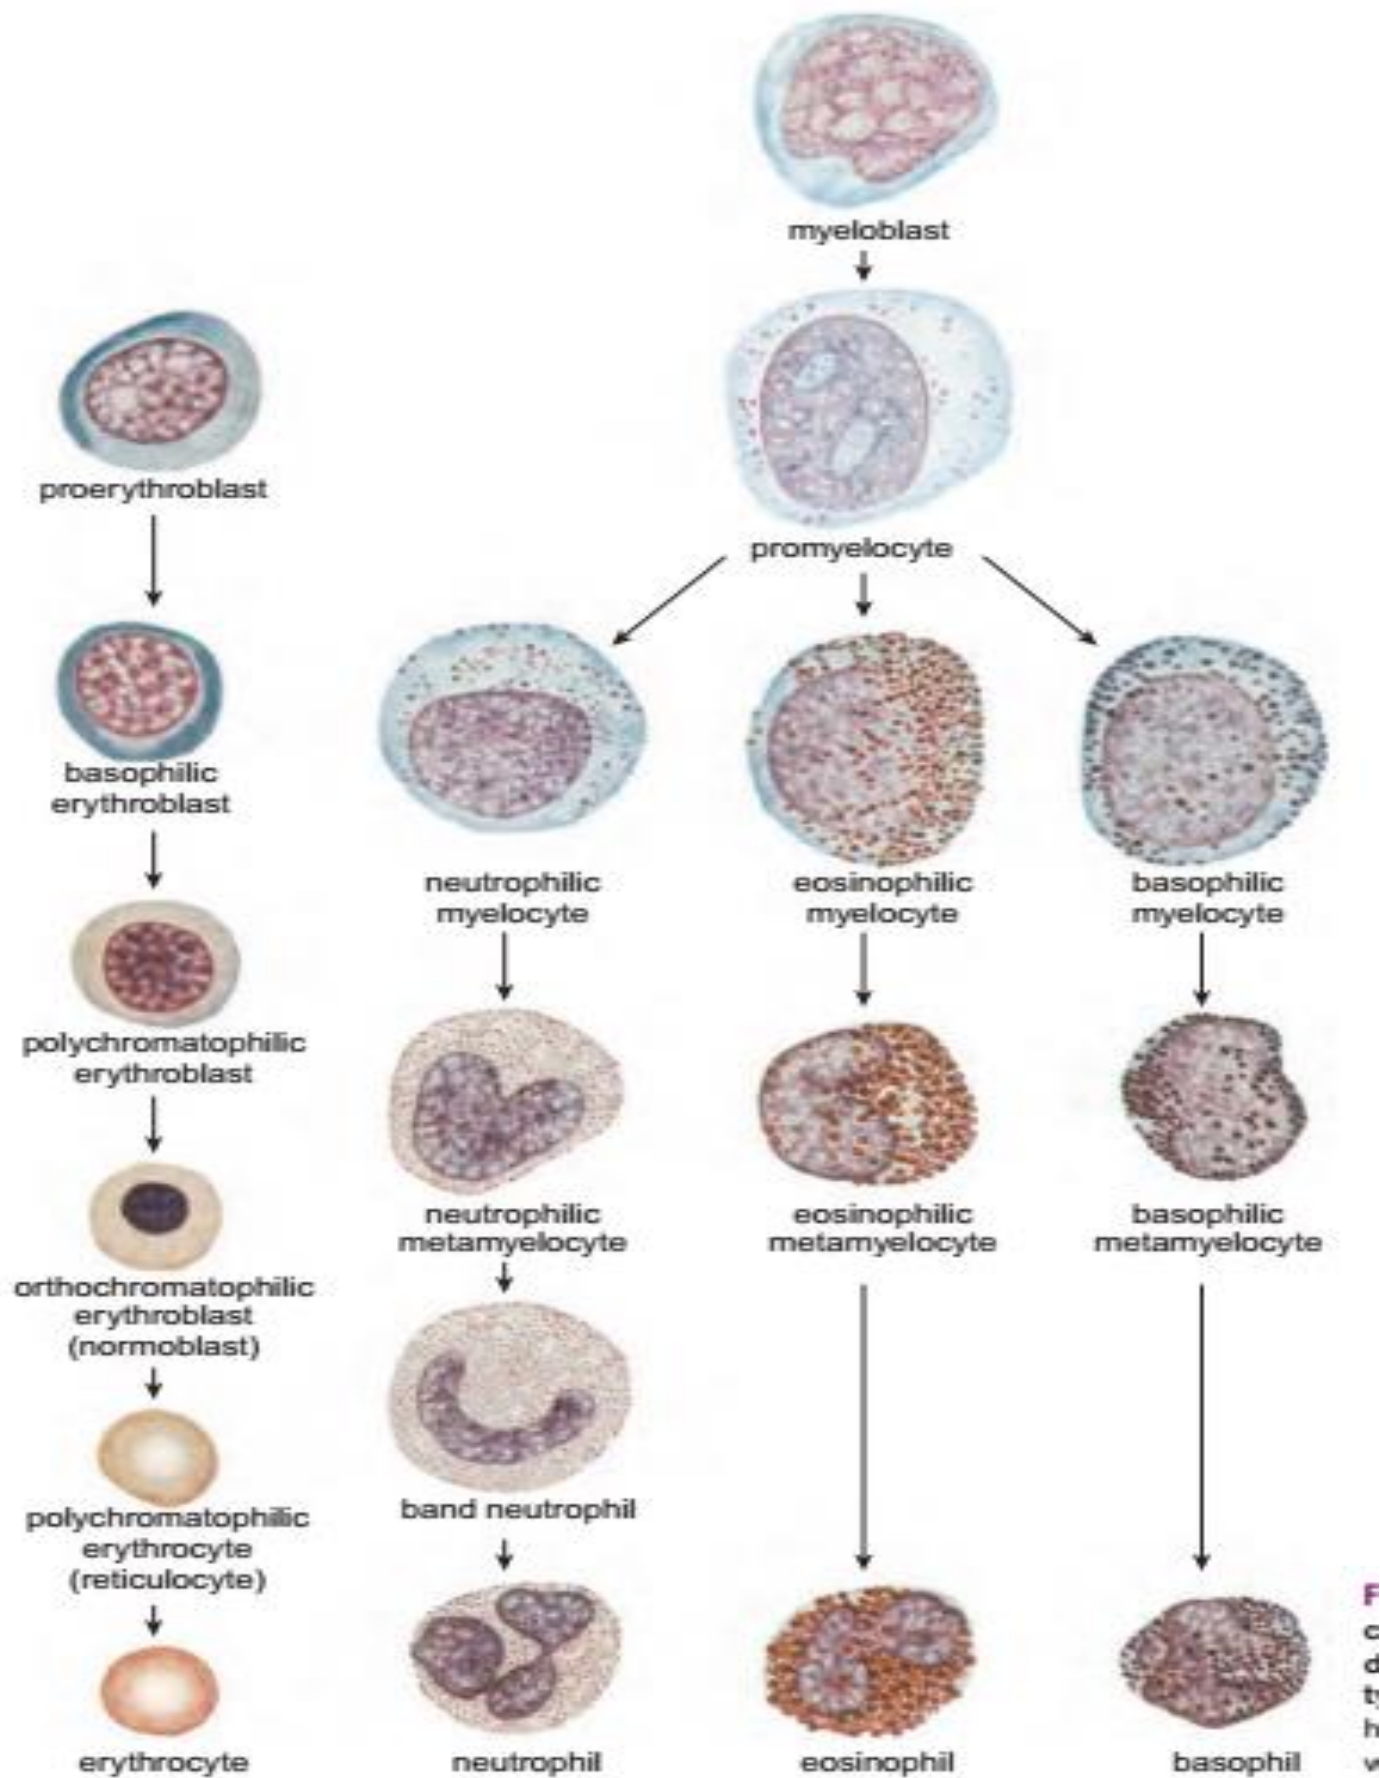 myeloblast
proerythroblast
promyelocyte
basophilic
erythroblast
neutrophilic
myelocyte
eosinophilic
myelocyte
basophilic
myelocyte
polychromatophilic
erythroblast
neutrophilic
metamyelocyte
eosinophilic
metamyelocyte
basophilic
metamyelocyte
orthochromatophilic
erythroblast
(normoblast)
band neutrophil
polychromatophilic
erythrocyte
(reticulocyte)
erythrocyte
neutrophil
eosinophil
basophil
F
c
d
ty
h
w